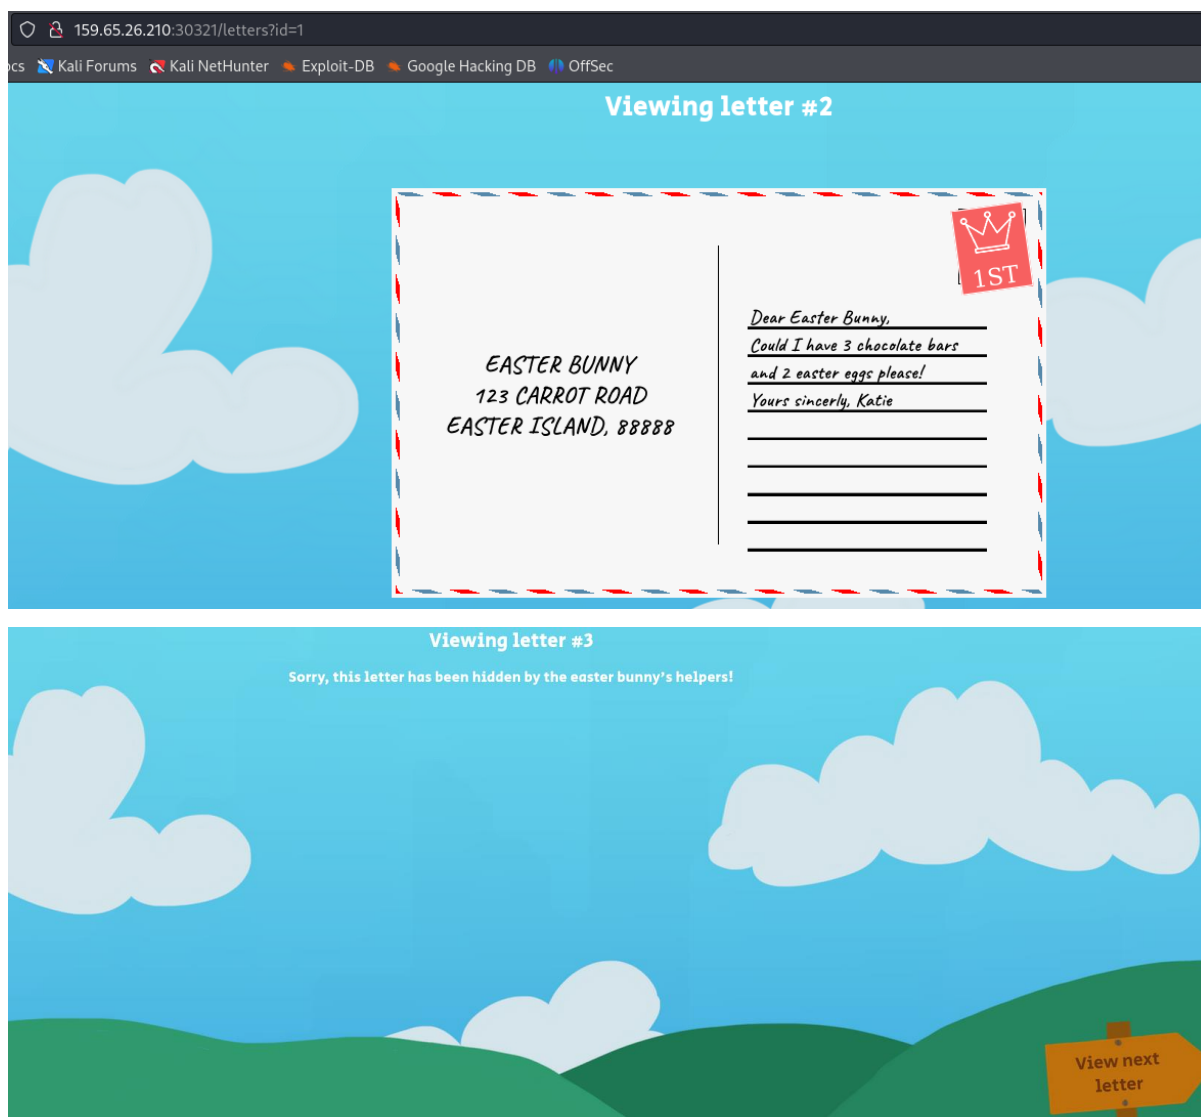 159.65.26.210:30321/letters?id=1
ocs Kali Forums Kali NetHunter Exploit-DB Google Hacking DB OffSec
Viewing letter #2
1ST
EASTER BUNNY
123 CARROT ROAD
EASTER ISLAND, 88888
Dear Easter Bunny,
Could I have 3 chocolate bars
and 2 easter eggs please!
Yours sincerly, Katie
Viewing letter #3
Sorry, this letter has been hidden by the easter bunny's helpers!
View next
letter